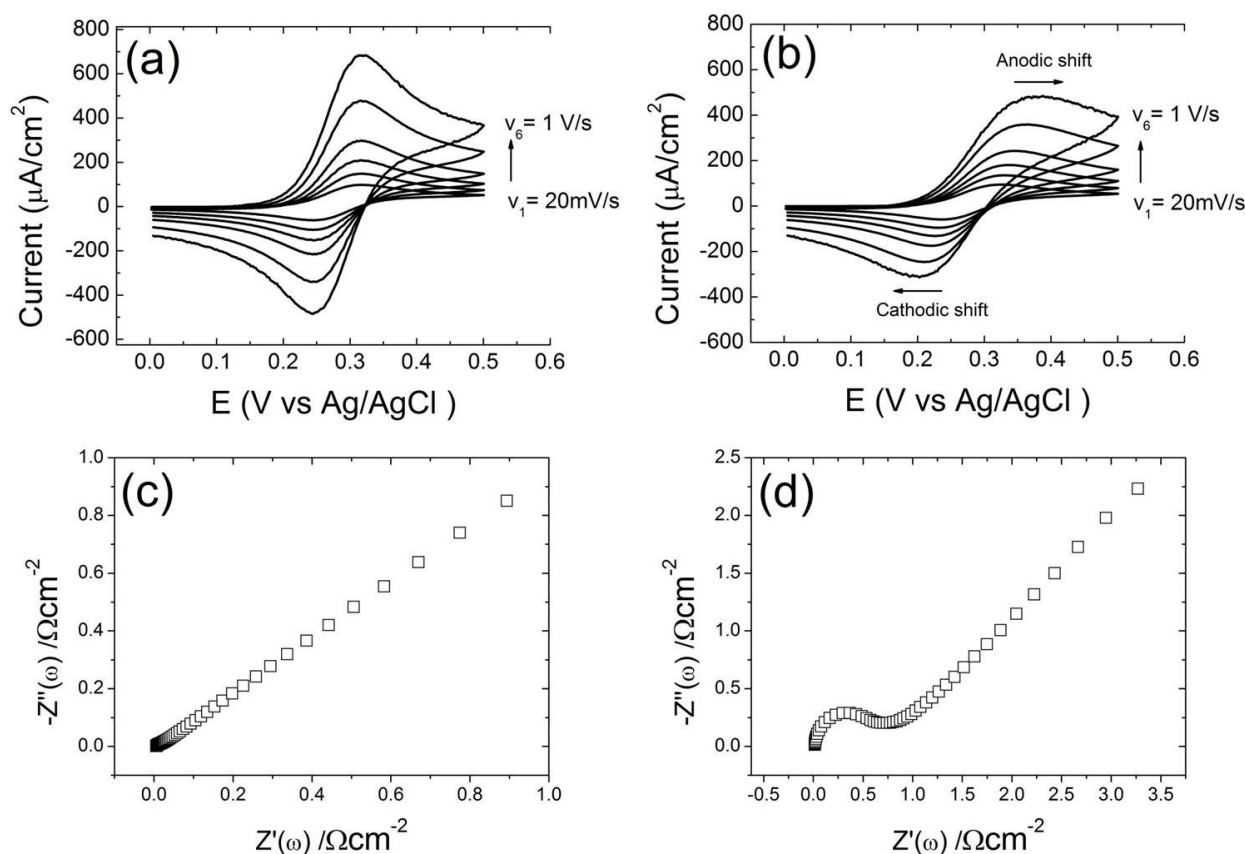 (a)
800
600
400
200
0
-200
-400
-600
Current (μA/cm²)
v₆= 1 V/s
v₁= 20mV/s
0.0 0.1 0.2 0.3 0.4 0.5 0.6
E (V vs Ag/AgCl )
(b)
800
600
400
200
0
-200
-400
-600
Current (μA/cm²)
Anodic shift
v₆= 1 V/s
v₁= 20mV/s
Cathodic shift
0.0 0.1 0.2 0.3 0.4 0.5 0.6
E (V vs Ag/AgCl )
(c)
1.0
0.8
0.6
0.4
0.2
0.0
-Z''(ω) /Ωcm⁻²
0.0 0.2 0.4 0.6 0.8 1.0
Z'(ω) /Ωcm⁻²
(d)
2.5
2.0
1.5
1.0
0.5
0.0
-Z''(ω) /Ωcm⁻²
-0.5 0.0 0.5 1.0 1.5 2.0 2.5 3.0 3.5
Z'(ω) /Ωcm⁻²